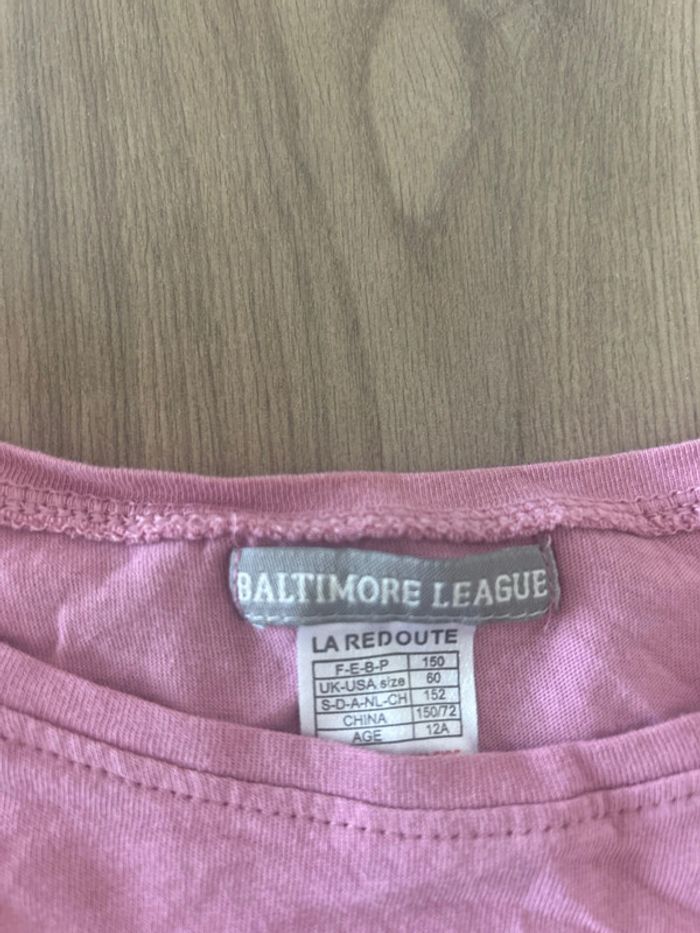 BALTIMORE LEAGUE
LA REDOUTE
F-E-B-P 150
UK-USA size 60
S-D-A-NL-CH 152
CHINA 150/72
AGE 12A